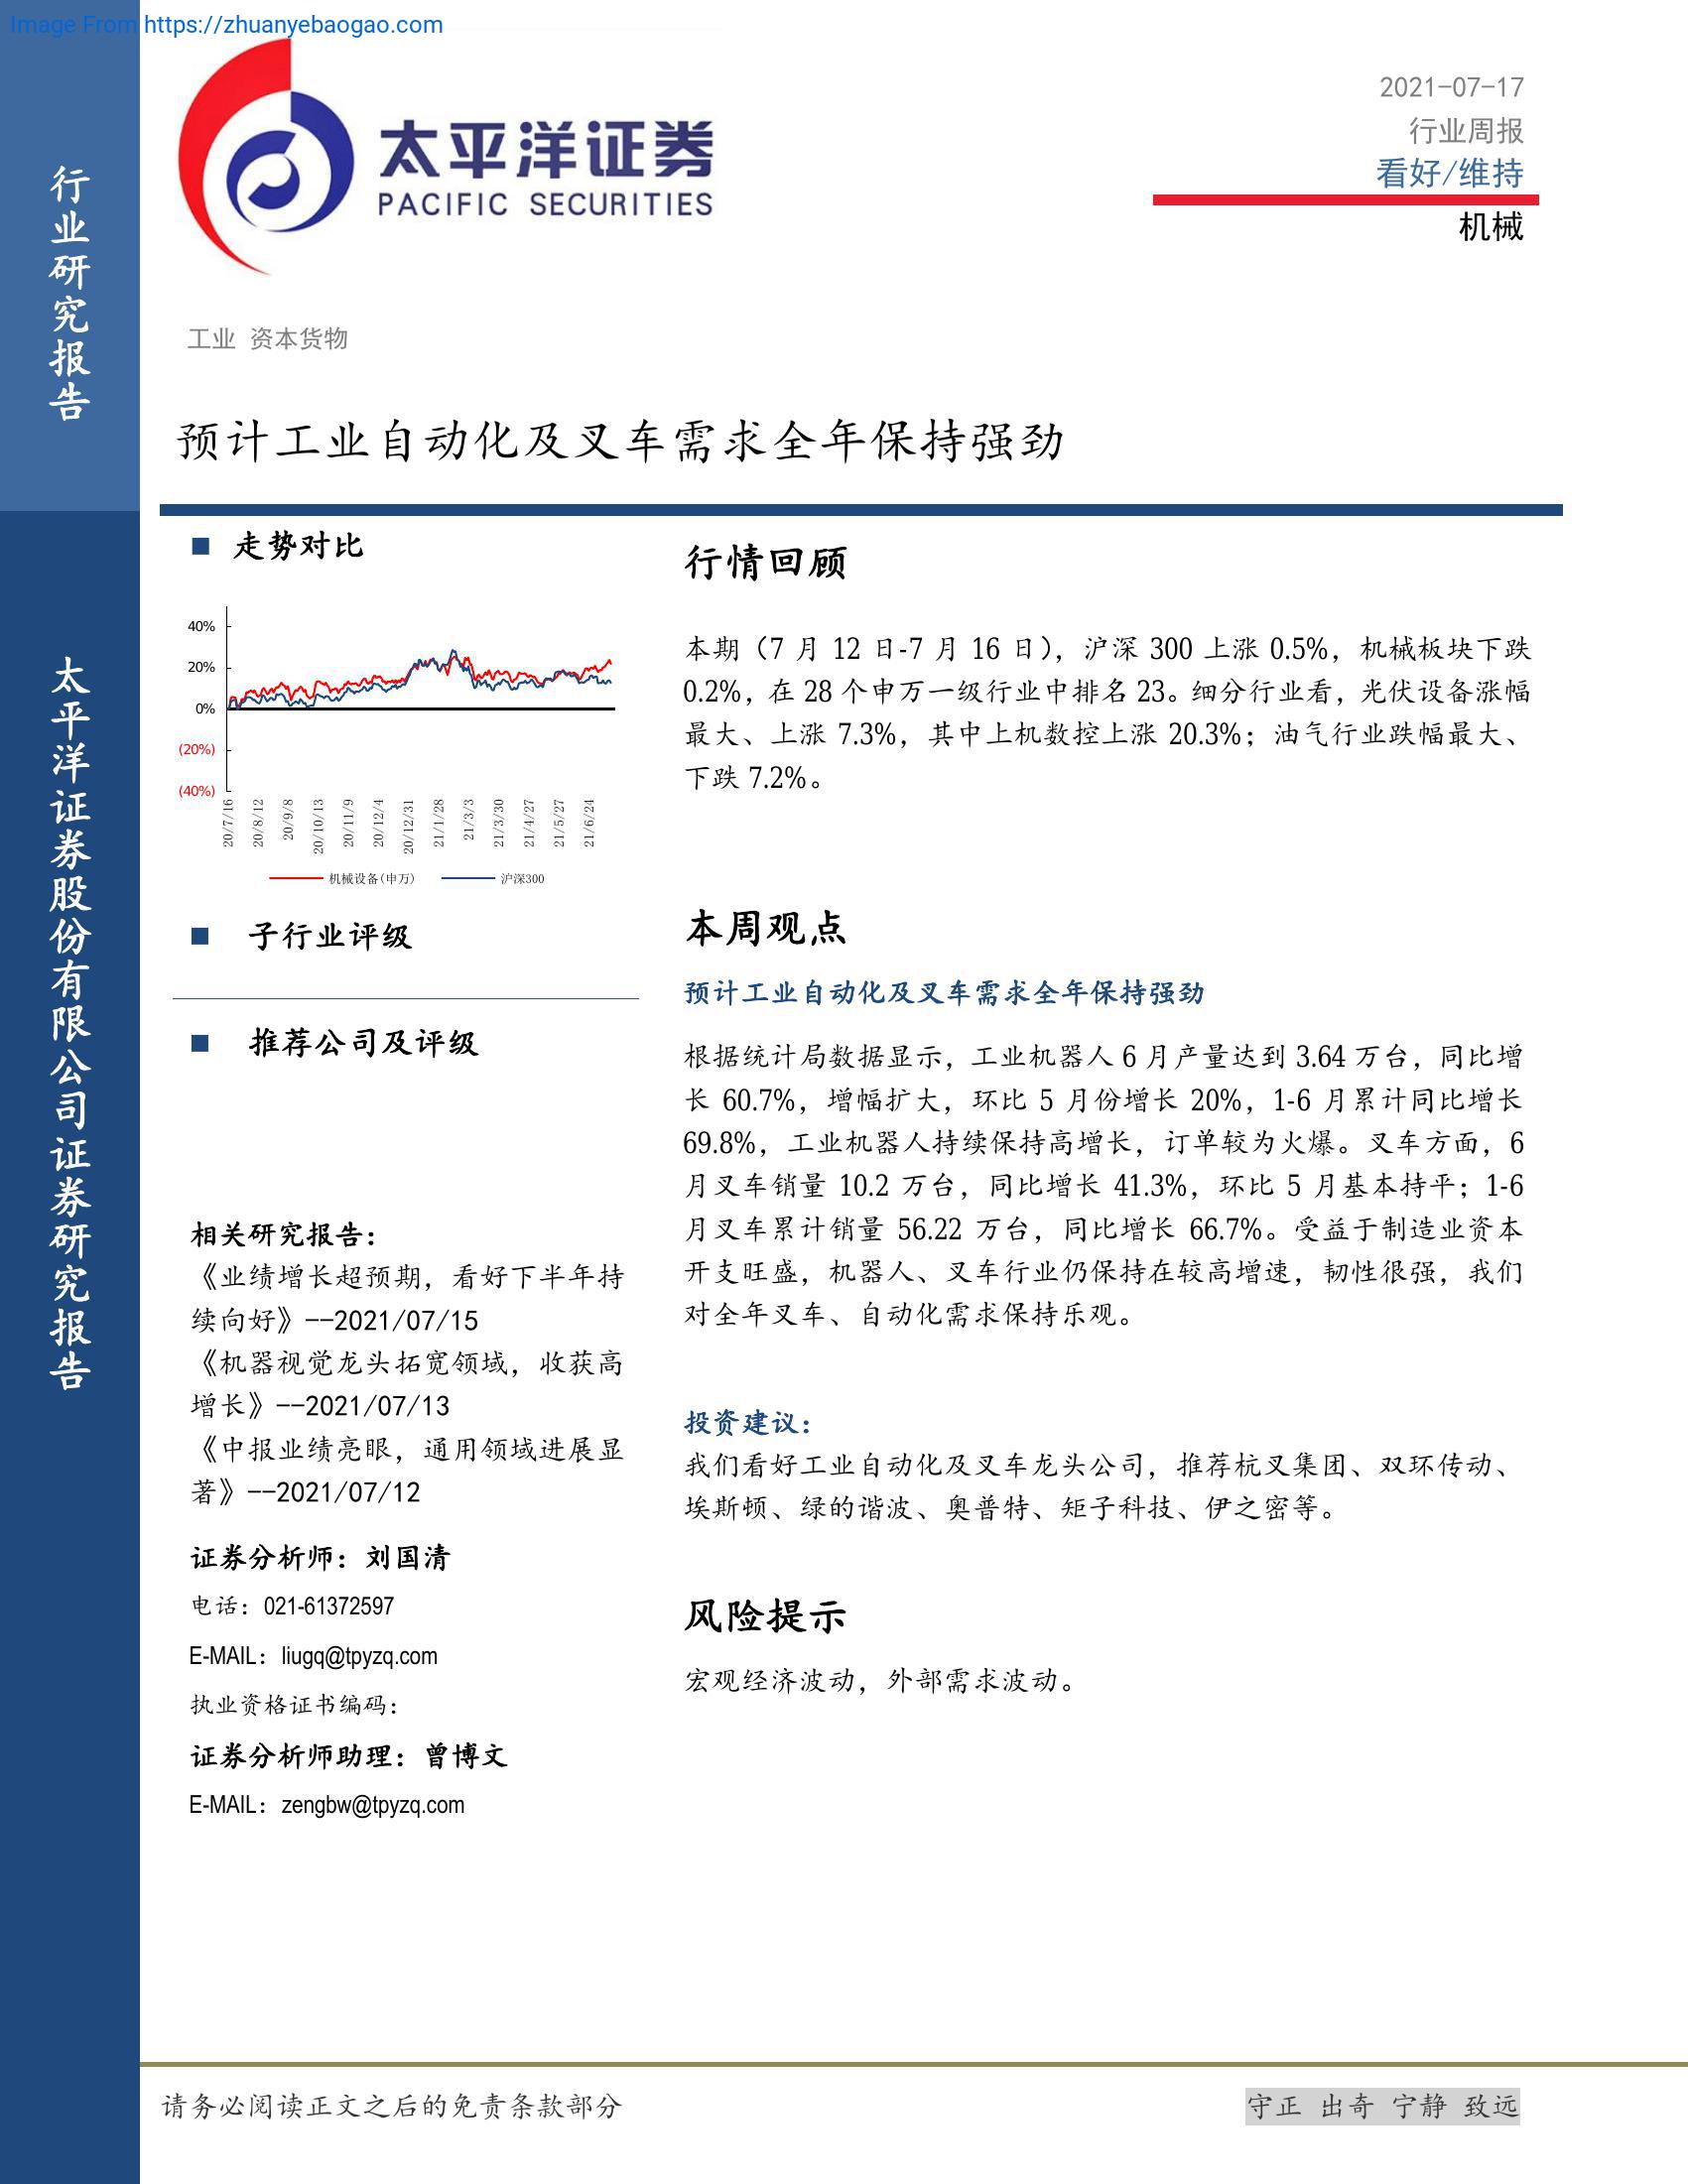 Image From https://zhuanyebaogao.com
行业研究报告
太平洋证券股份有限公司证券研究报告
太平洋证券
PACIFIC SECURITIES
2021-07-17
行业周报
看好/维持
机械
工业 资本货物
预计工业自动化及叉车需求全年保持强劲
走势对比
40%
20%
0%
(20%)
(40%)
20/7/16
20/8/12
20/9/8
20/10/13
20/11/9
20/12/4
20/12/31
21/1/28
21/3/3
21/3/30
21/4/27
21/5/27
21/6/24
机械设备(申万)
沪深300
子行业评级
推荐公司及评级
相关研究报告：
《业绩增长超预期，看好下半年持
续向好》--2021/07/15
《机器视觉龙头拓宽领域，收获高
增长》--2021/07/13
《中报业绩亮眼，通用领域进展显
著》--2021/07/12
证券分析师：刘国清
电话：021-61372597
E-MAIL：liugq@tpyzq.com
执业资格证书编码：
证券分析师助理：曾博文
E-MAIL：zengbw@tpyzq.com
行情回顾
本期（7 月 12 日-7 月 16 日），沪深 300 上涨 0.5%，机械板块下跌
0.2%，在 28 个申万一级行业中排名 23。细分行业看，光伏设备涨幅
最大、上涨 7.3%，其中上机数控上涨 20.3%；油气行业跌幅最大、
下跌 7.2%。
本周观点
预计工业自动化及叉车需求全年保持强劲
根据统计局数据显示，工业机器人 6 月产量达到 3.64 万台，同比增
长 60.7%，增幅扩大，环比 5 月份增长 20%，1-6 月累计同比增长
69.8%，工业机器人持续保持高增长，订单较为火爆。叉车方面，6
月叉车销量 10.2 万台，同比增长 41.3%，环比 5 月基本持平；1-6
月叉车累计销量 56.22 万台，同比增长 66.7%。受益于制造业资本
开支旺盛，机器人、叉车行业仍保持在较高增速，韧性很强，我们
对全年叉车、自动化需求保持乐观。
投资建议：
我们看好工业自动化及叉车龙头公司，推荐杭叉集团、双环传动、
埃斯顿、绿的谐波、奥普特、矩子科技、伊之密等。
风险提示
宏观经济波动，外部需求波动。
请务必阅读正文之后的免责条款部分
守正 出奇 宁静 致远